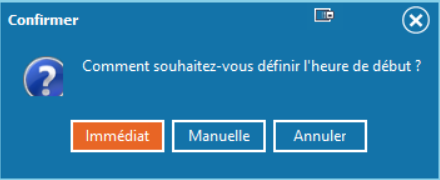 Confirmer
Comment souhaitez-vous définir l'heure de début ?
Immédiat Manuelle Annuler